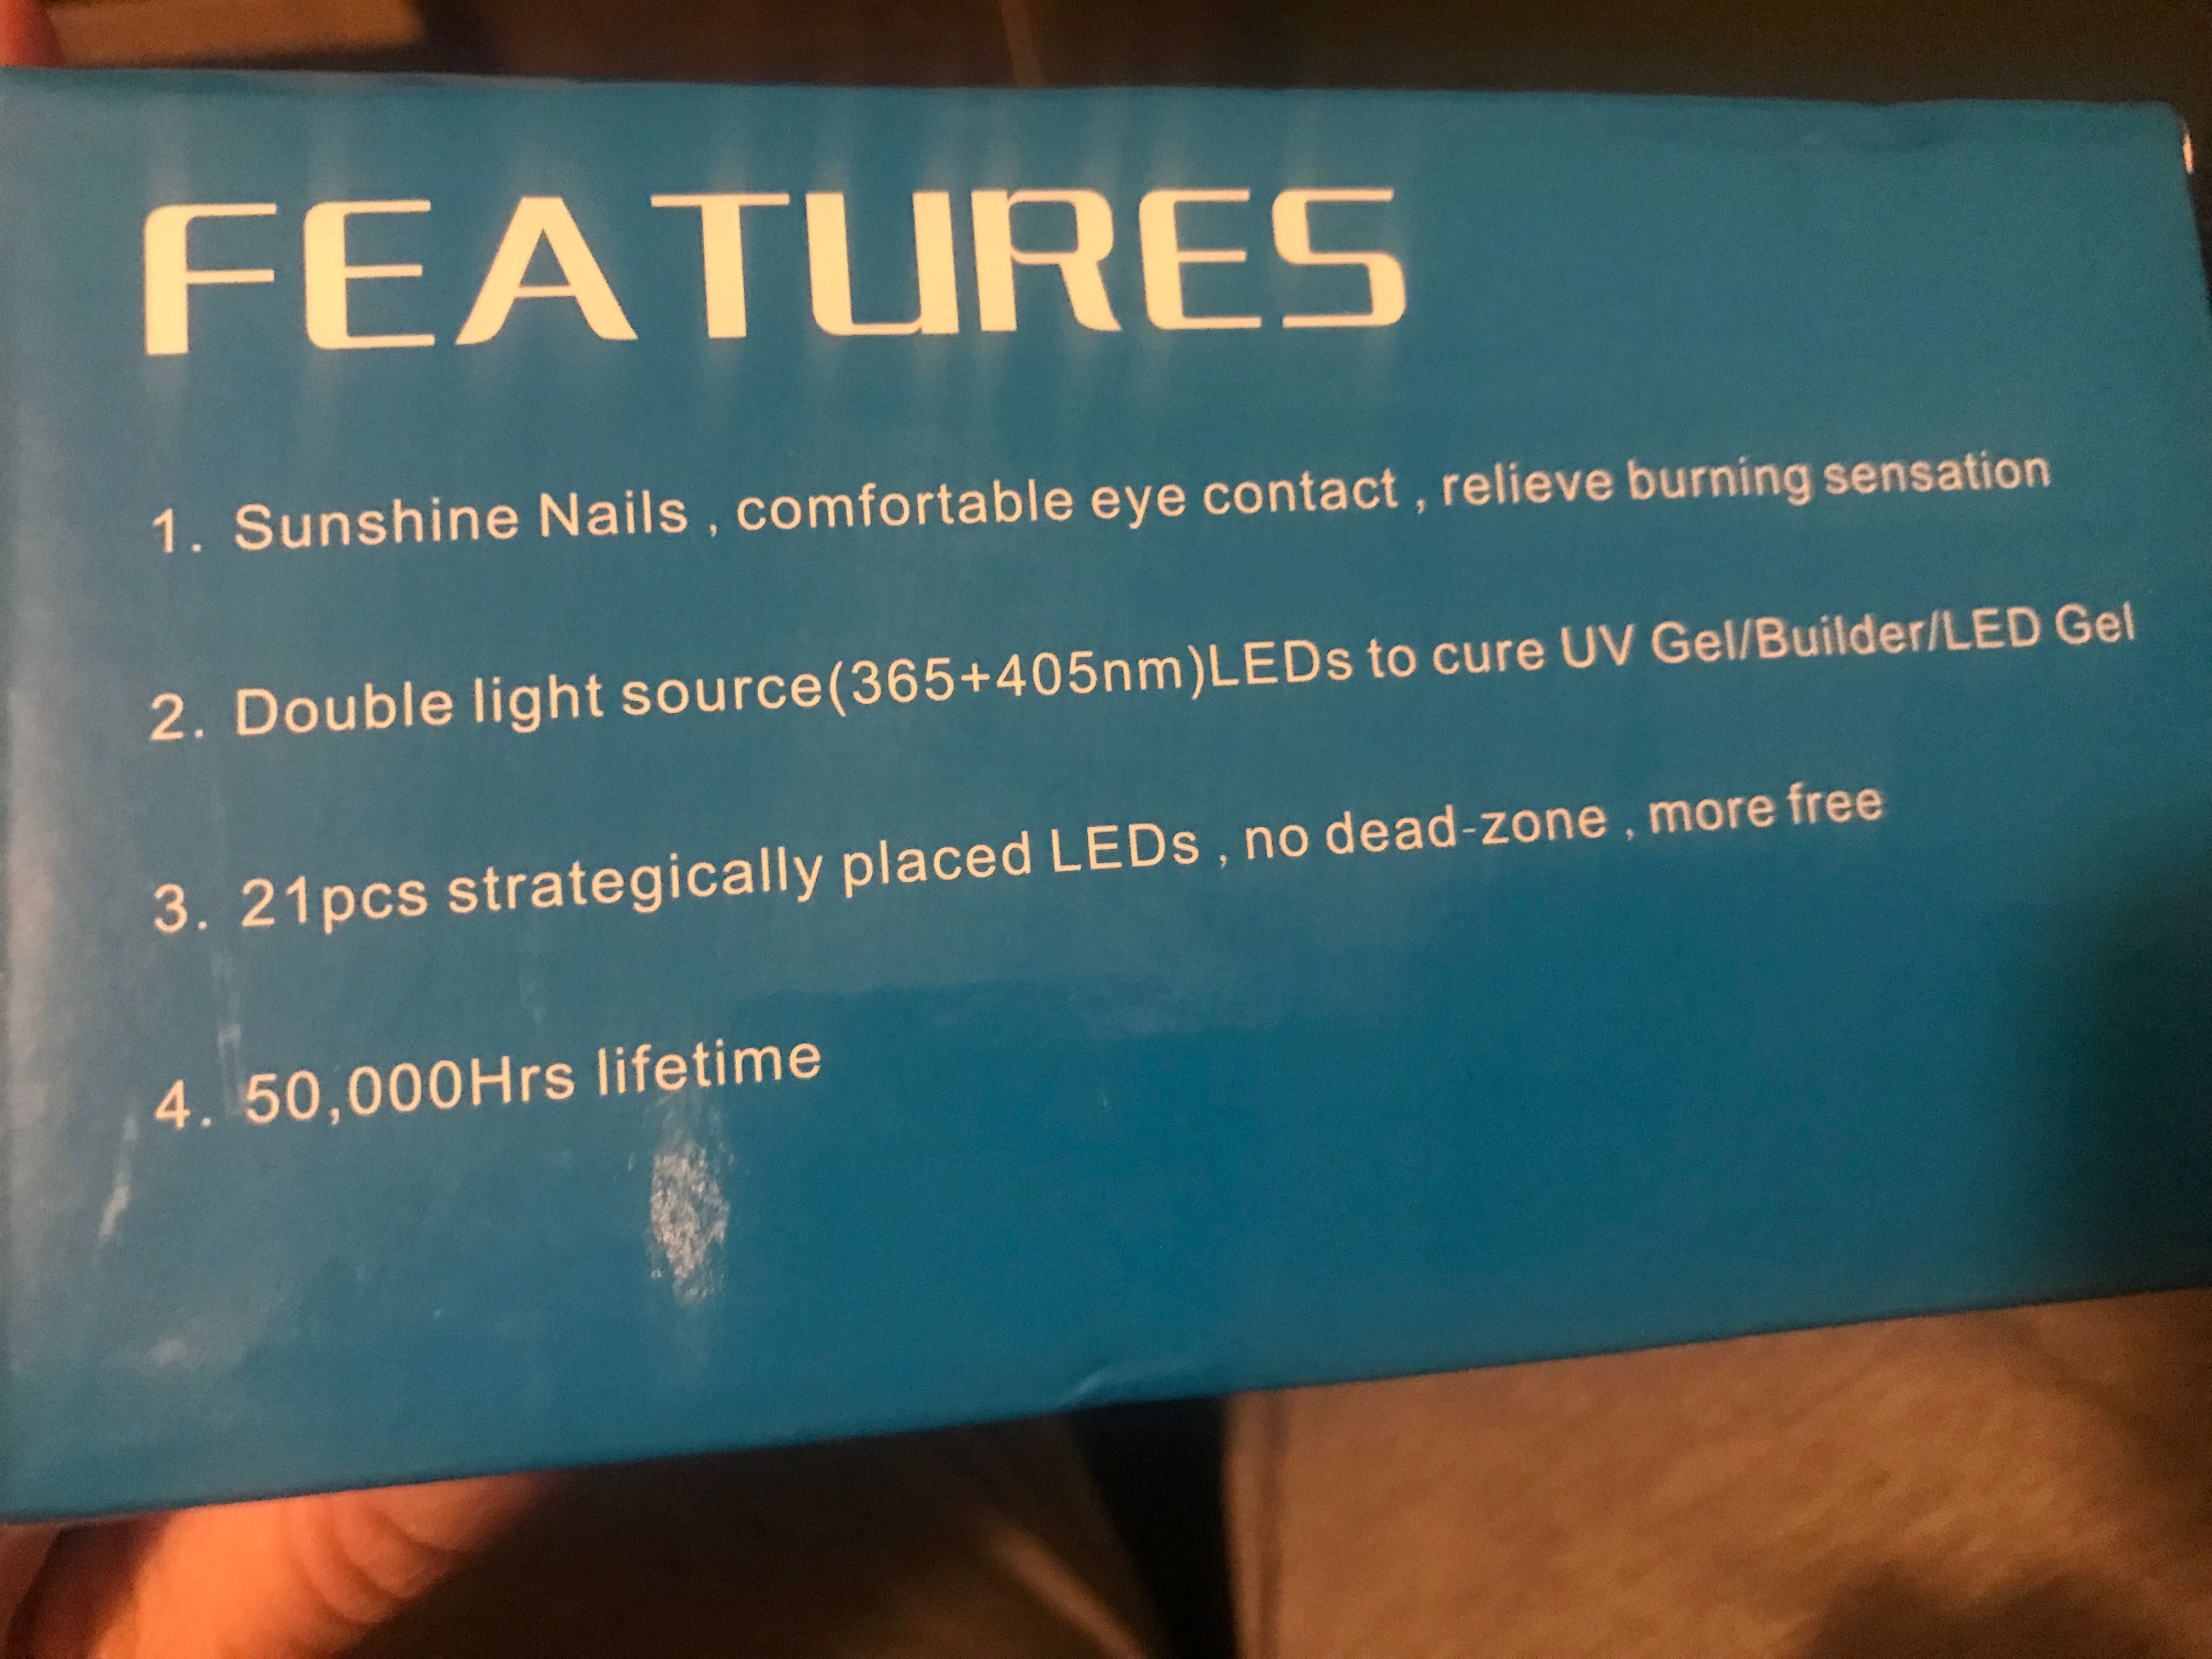 FEATURES
1. Sunshine Nails , comfortable eye contact , relieve burning sensation
2. Double light source(365+405nm)LEDs to cure UV Gel/Builder/LED Gel
3. 21pcs strategically placed LEDs , no dead-zone , more free
4. 50,000Hrs lifetime